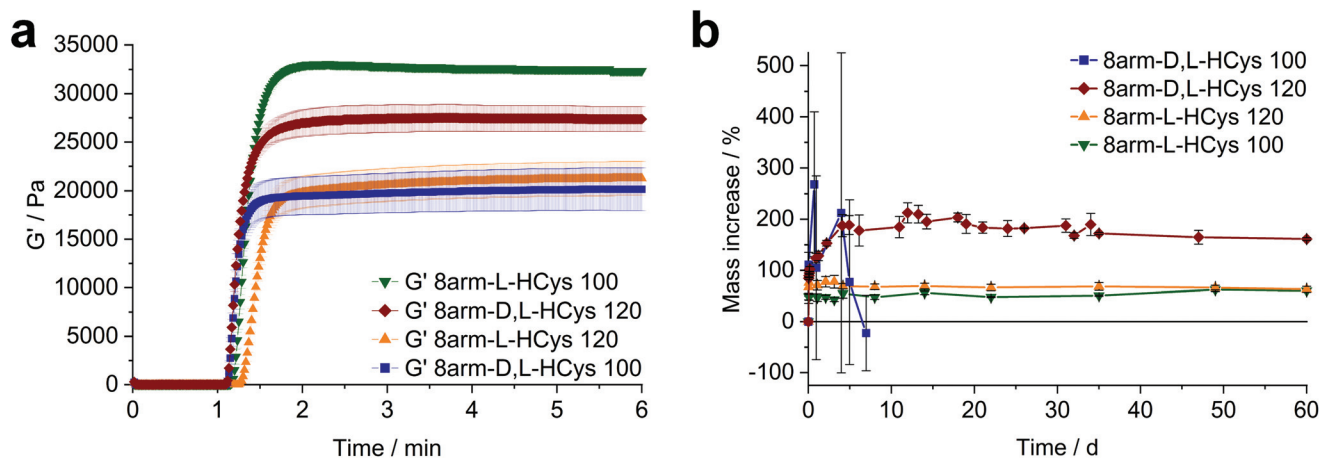 a
35000
30000
25000
20000
15000
10000
5000
0
G' / Pa
0 1 2 3 4 5 6
Time / min
G' 8arm-L-HCys 100
G' 8arm-D,L-HCys 120
G' 8arm-L-HCys 120
G' 8arm-D,L-HCys 100
b
500
400
300
200
100
0
-100
Mass increase / %
0 10 20 30 40 50 60
Time / d
8arm-D,L-HCys 100
8arm-D,L-HCys 120
8arm-L-HCys 120
8arm-L-HCys 100